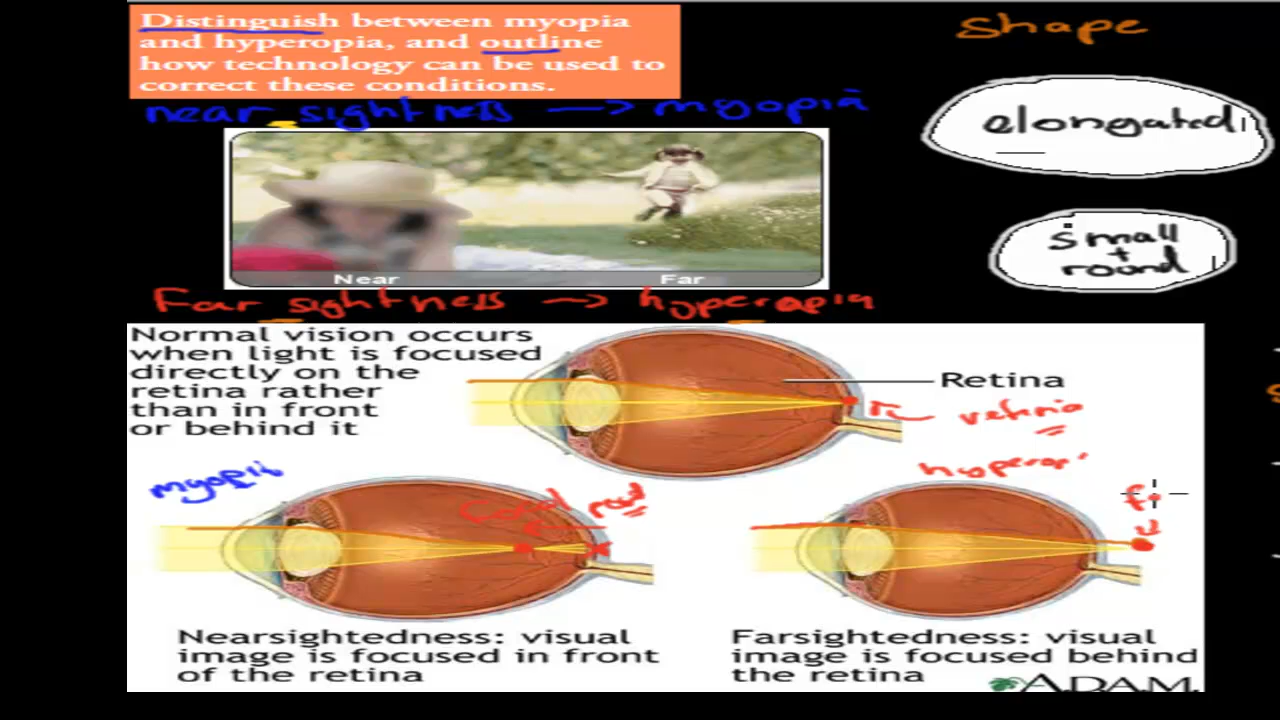 Distinguish between myopia
and hyperopia, and outline
how technology can be used to
correct these conditions.
shape
near sightness → myopia
elongated
small
+
round
Near Far
Far sightness → hyperopia
Normal vision occurs
when light is focused
directly on the
retina rather
than in front
or behind it
Retina
retina
myopi
hyperopi
Nearsightedness: visual
image is focused in front
of the retina
Farsightedness: visual
image is focused behind
the retina
A.D.A.M.